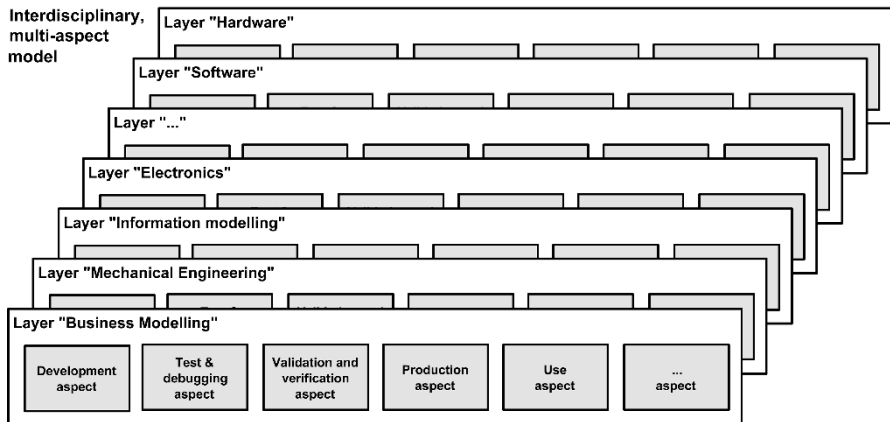 Interdisciplinary,
multi-aspect
model
Layer "Hardware"
Layer "Software"
Layer "..."
Layer "Electronics"
Layer "Information modelling"
Layer "Mechanical Engineering"
Layer "Business Modelling"
Development
aspect
Test &
debugging
aspect
Validation and
verification
aspect
Production
aspect
Use
aspect
...
aspect